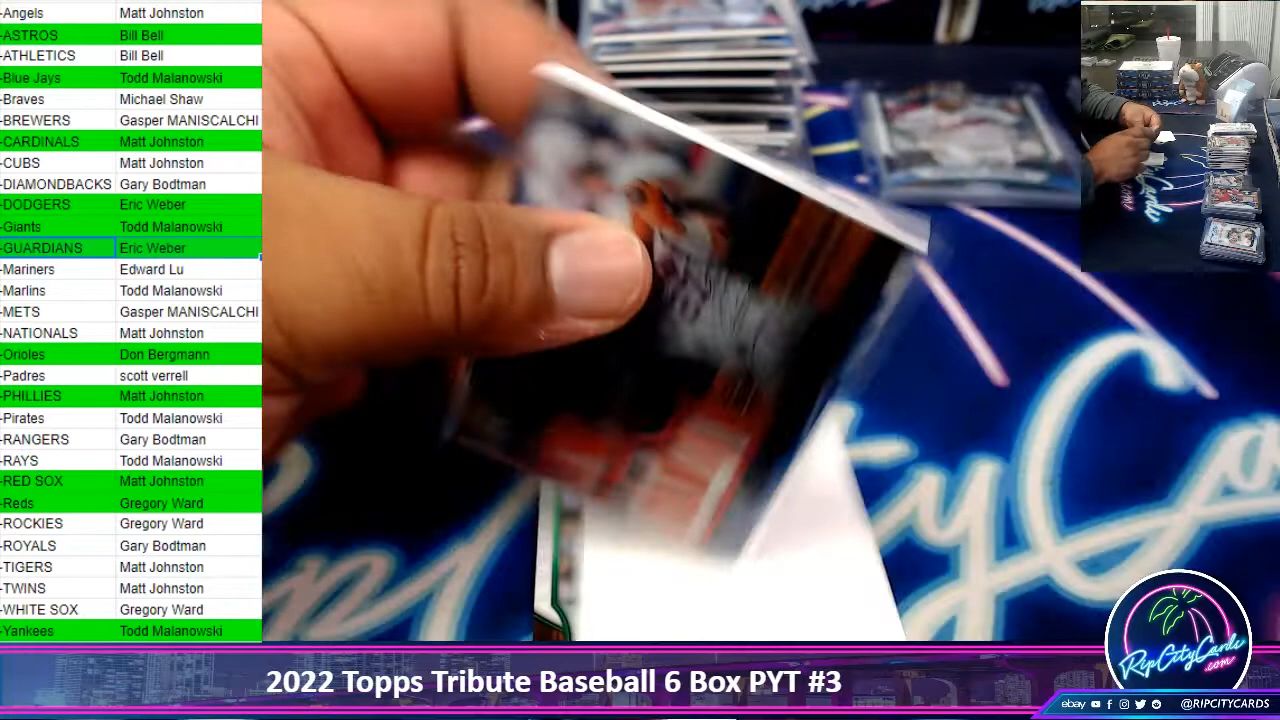 -Angels Matt Johnston
-ASTROS Bill Bell
-ATHLETICS Bill Bell
-Blue Jays Todd Malanowski
-Braves Michael Shaw
-BREWERS Gasper MANISCALCHI
-CARDINALS Matt Johnston
-CUBS Matt Johnston
-DIAMONDBACKS Gary Bodtman
-DODGERS Eric Weber
-Giants Todd Malanowski
-GUARDIANS Eric Weber
-Mariners Edward Lu
-Marlins Todd Malanowski
-METS Gasper MANISCALCHI
-NATIONALS Matt Johnston
-Orioles Don Bergmann
-Padres scott verrell
-PHILLIES Matt Johnston
-Pirates Todd Malanowski
-RANGERS Gary Bodtman
-RAYS Todd Malanowski
-RED SOX Matt Johnston
-Reds Gregory Ward
-ROCKIES Gregory Ward
-ROYALS Gary Bodtman
-TIGERS Matt Johnston
-TWINS Matt Johnston
-WHITE SOX Gregory Ward
-Yankees Todd Malanowski
ty Ca
RipCityCards
.com
2022 Topps Tribute Baseball 6 Box PYT #3
ebay @RIPCITYCARDS